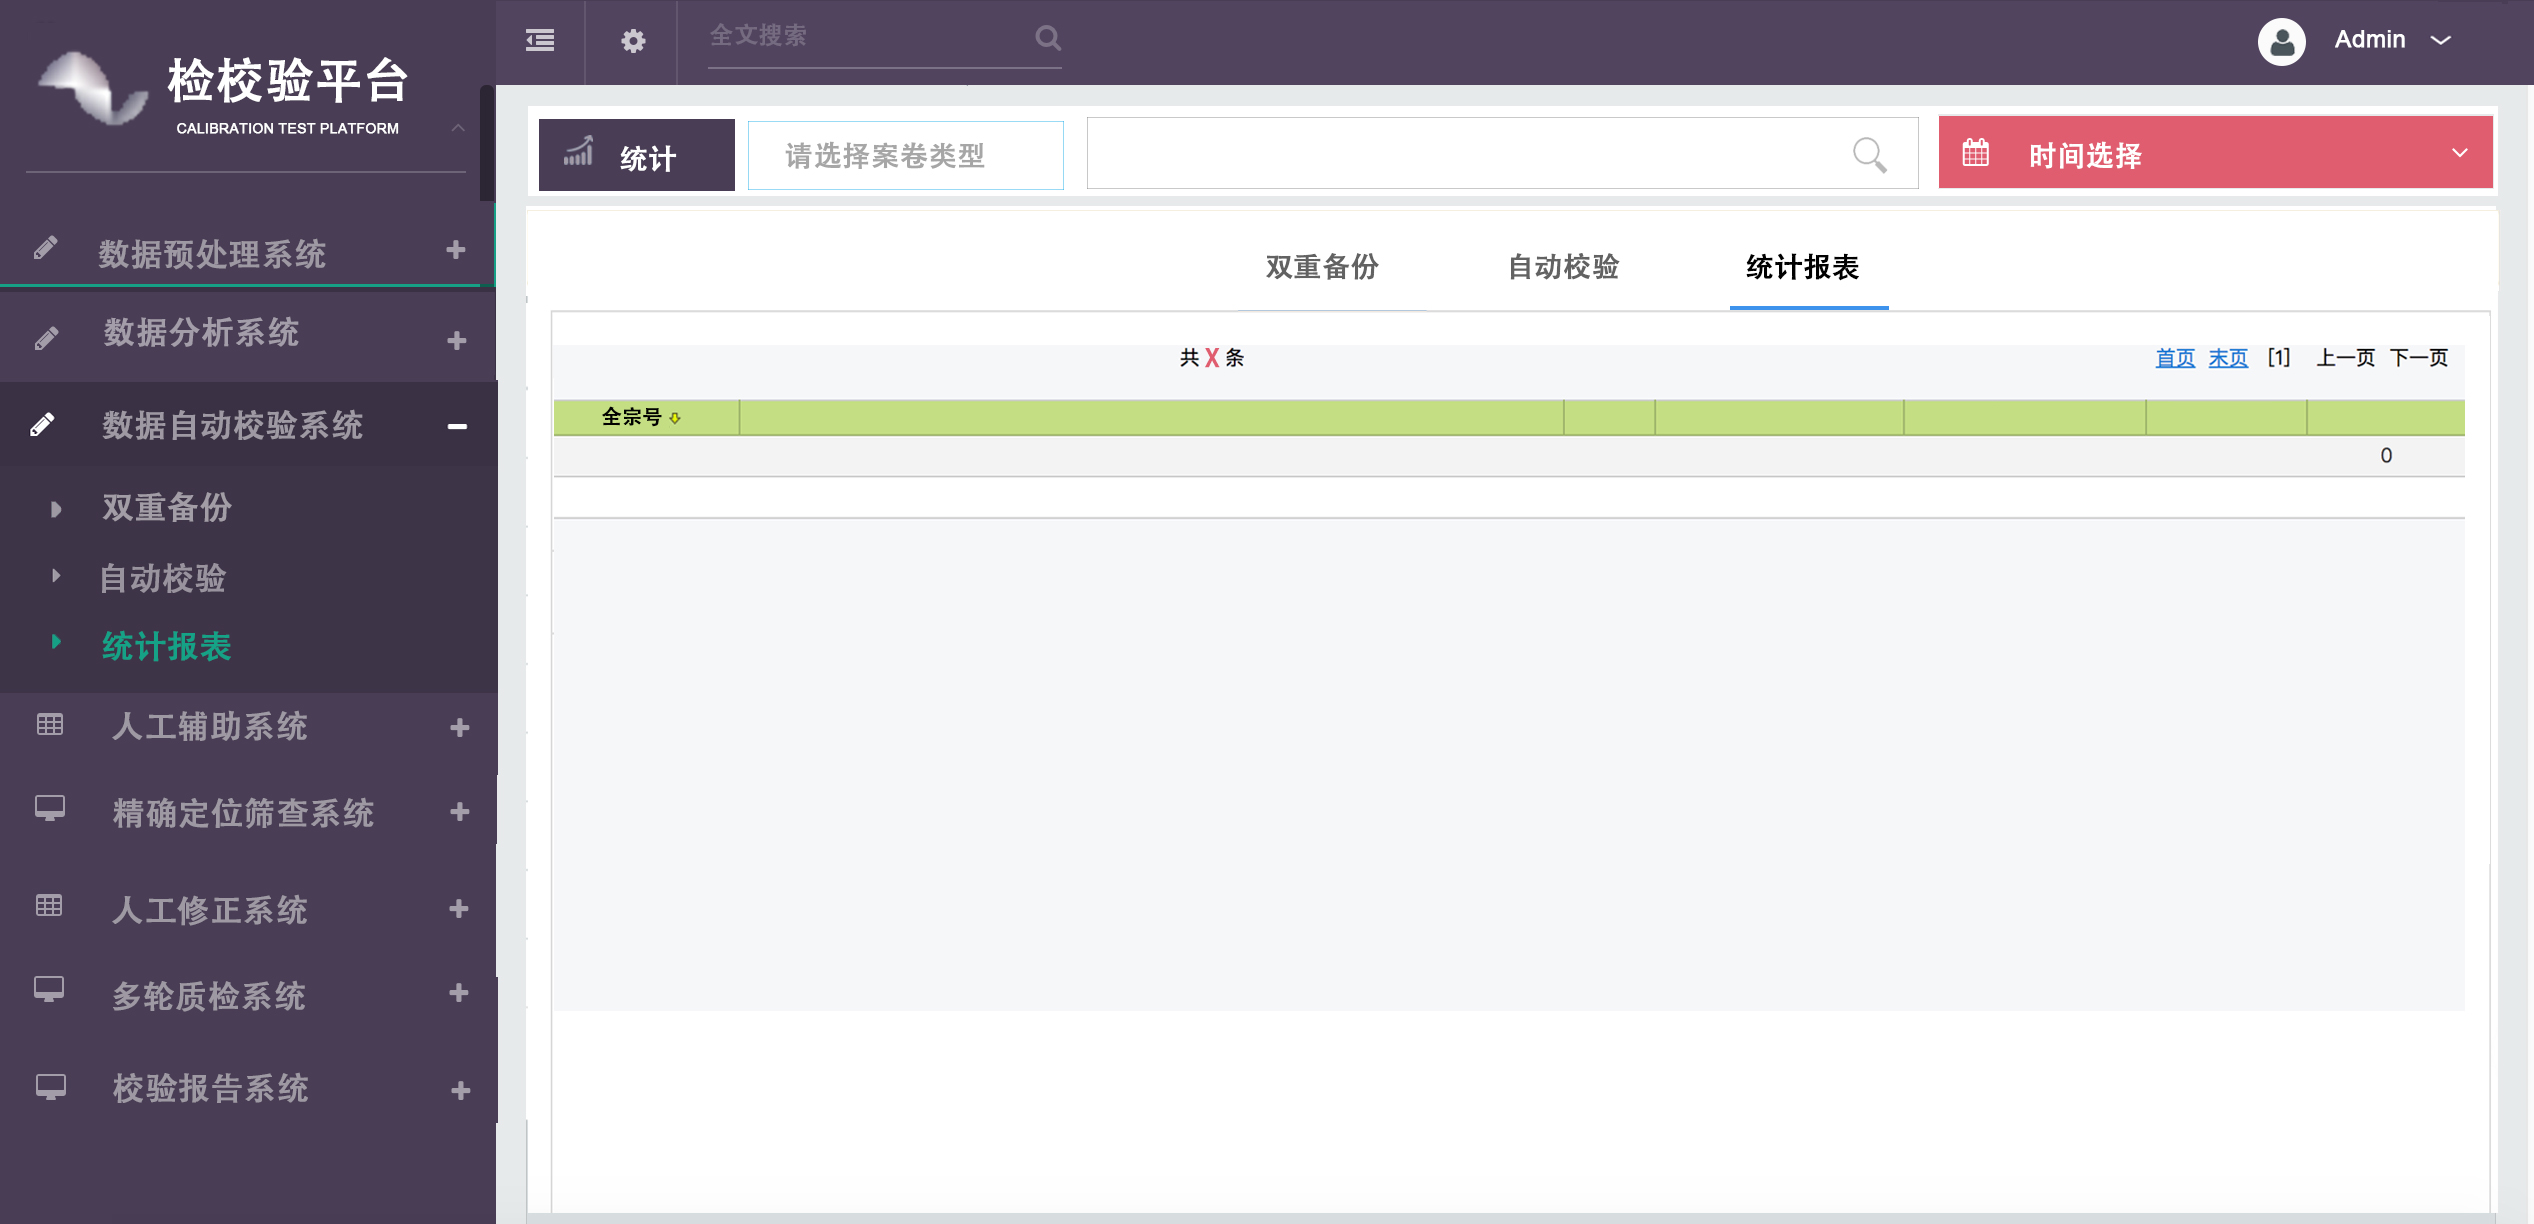 检校验平台
CALIBRATION TEST PLATFORM
全文搜索
Admin
统计
请选择案卷类型
时间选择
数据预处理系统
数据分析系统
数据自动校验系统
双重备份
自动校验
统计报表
人工辅助系统
精确定位筛查系统
人工修正系统
多轮质检系统
校验报告系统
双重备份 自动校验 统计报表
共 X 条 首页 末页 [1] 上一页 下一页
全宗号
0